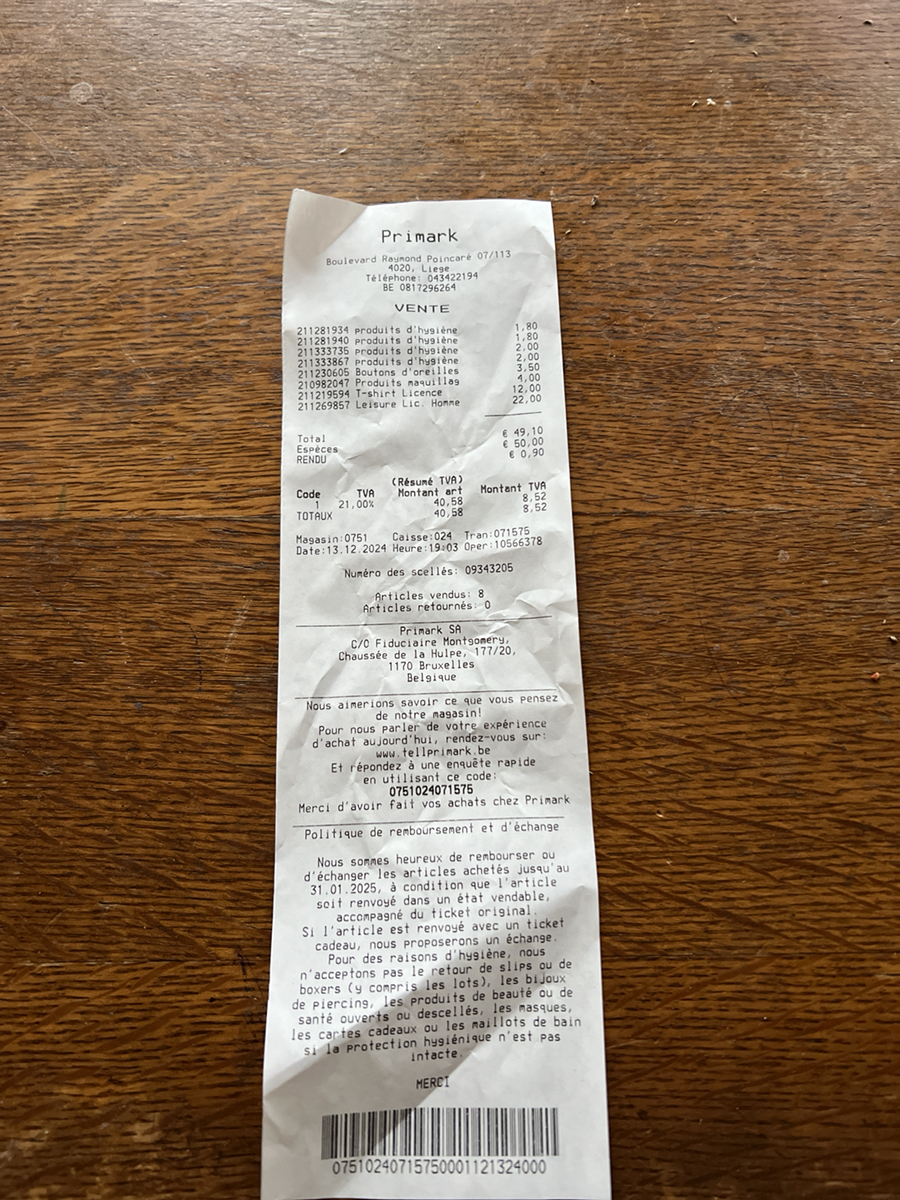 Primark
Boulevard Raymond Poincaré 07/113
4020, Liege
Téléphone: 043422194
BE 0817296264
VENTE
211281934 produits d'hygiène 1,80
211281940 produits d'hygiène 1,80
211333735 produits d'hygiène 2,00
211333867 produits d'hygiène 2,00
211230605 Boutons d'oreilles 3,50
210982047 Produits maquillag 4,00
211219594 T-shirt Licence 12,00
211269857 Leisure Lic. Homme 22,00
Total € 49,10
Espèces € 50,00
RENDU € 0,90
(Résumé TVA)
Code TVA Montant art Montant TVA
1 21,00% 40,58 8,52
TOTAUX 40,58 8,52
Magasin:0751 Caisse:024 Tran:071575
Date:13.12.2024 Heure:19:03 Oper:10566378
Numéro des scellés: 09343205
Articles vendus: 8
Articles retournés: 0
Primark SA
C/O Fiduciaire Montgomery,
Chaussée de la Hulpe, 177/20,
1170 Bruxelles
Belgique
Nous aimerions savoir ce que vous pensez
de notre magasin!
Pour nous parler de votre expérience
d'achat aujourd'hui, rendez-vous sur:
www.tellprimark.be
Et répondez à une enquête rapide
en utilisant ce code:
0751024071575
Merci d'avoir fait vos achats chez Primark
Politique de remboursement et d'échange
Nous sommes heureux de rembourser ou
d'échanger les articles achetés jusqu'au
31.01.2025, à condition que l'article
soit renvoyé dans un état vendable,
accompagné du ticket original.
Si l'article est renvoyé avec un ticket
cadeau, nous proposerons un échange.
Pour des raisons d'hygiène, nous
n'acceptons pas le retour de slips ou de
boxers (y compris les lots), les bijoux
de piercing, les produits de beauté ou de
santé ouverts ou descellés, les masques,
les cartes cadeaux ou les maillots de bain
si la protection hygiénique n'est pas
intacte.
MERCI
07510240715750001121324000